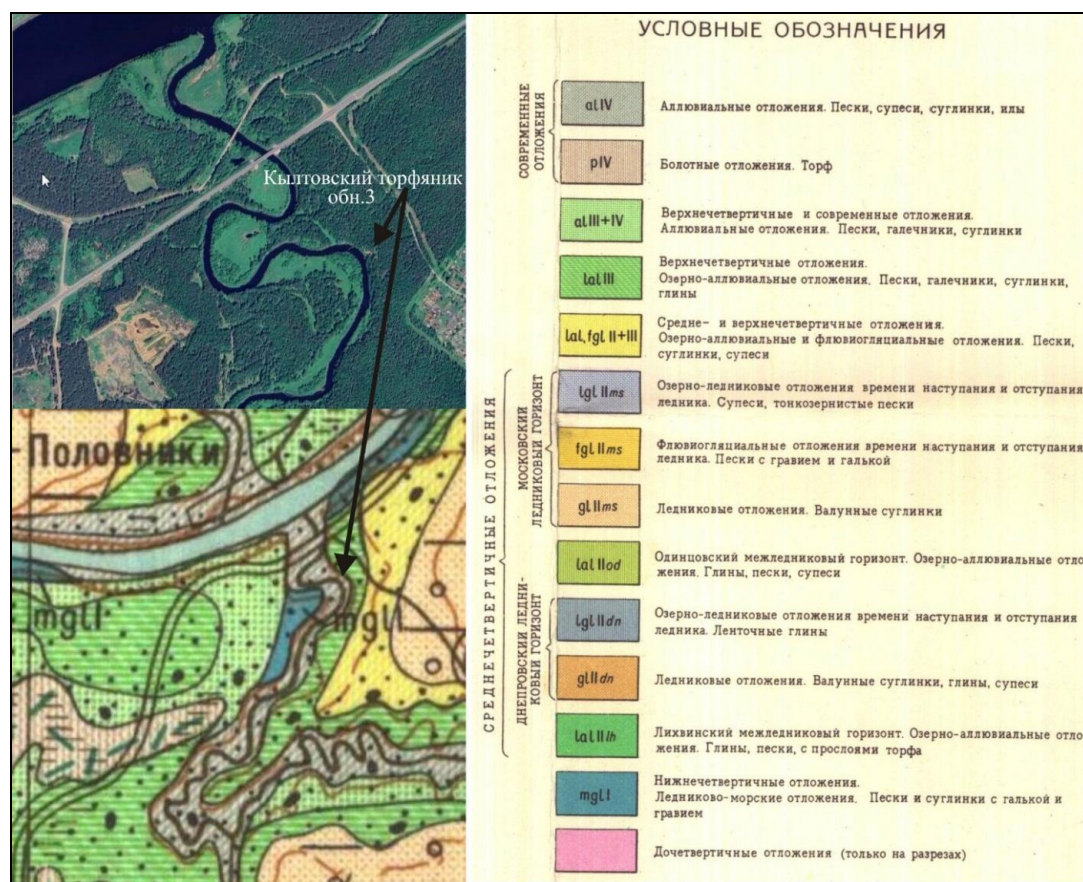 Кылтовский торфяник
обн.3
Половники
mglI
mglI
УСЛОВНЫЕ ОБОЗНАЧЕНИЯ
СОВРЕМЕННЫЕ
ОТЛОЖЕНИЯ
alIV
Аллювиальные отложения. Пески, супеси, суглинки, илы
pIV
Болотные отложения. Торф
alIII+IV
Верхнечетвертичные и современные отложения.
Аллювиальные отложения. Пески, галечники, суглинки
lalIII
Верхнечетвертичные отложения.
Озерно-аллювиальные отложения. Пески, галечники, суглинки,
глины
lal, fgl II+III
Средне- и верхнечетвертичные отложения.
Озерно-аллювиальные и флювиогляциальные отложения. Пески,
суглинки, супеси
СРЕДНЕЧЕТВЕРТИЧНЫЕ ОТЛОЖЕНИЯ
МОСКОВСКИЙ
ЛЕДНИКОВЫЙ ГОРИЗОНТ
lgl IIms
Озерно-ледниковые отложения времени наступания и отступания
ледника. Супеси, тонкозернистые пески
fgl IIms
Флювиогляциальные отложения времени наступания и отступания
ледника. Пески с гравием и галькой
gl IIms
Ледниковые отложения. Валунные суглинки
lal IIod
Одинцовский межледниковый горизонт. Озерно-аллювиальные отло
жения. Глины, пески, супеси
ДНЕПРОВСКИЙ ЛЕДНИ-
КОВЫЙ ГОРИЗОНТ
lgl IIdn
Озерно-ледниковые отложения времени наступания и отступания
ледника. Ленточные глины
gl IIdn
Ледниковые отложения. Валунные суглинки, глины, супеси
lal IIlh
Лихвинский межледниковый горизонт. Озерно-аллювиальные отло
жения. Глины, пески, с прослоями торфа
mgl I
Нижнечетвертичные отложения.
Ледниково-морские отложения. Пески и суглинки с галькой и
гравием
Дочетвертичные отложения (только на разрезах)